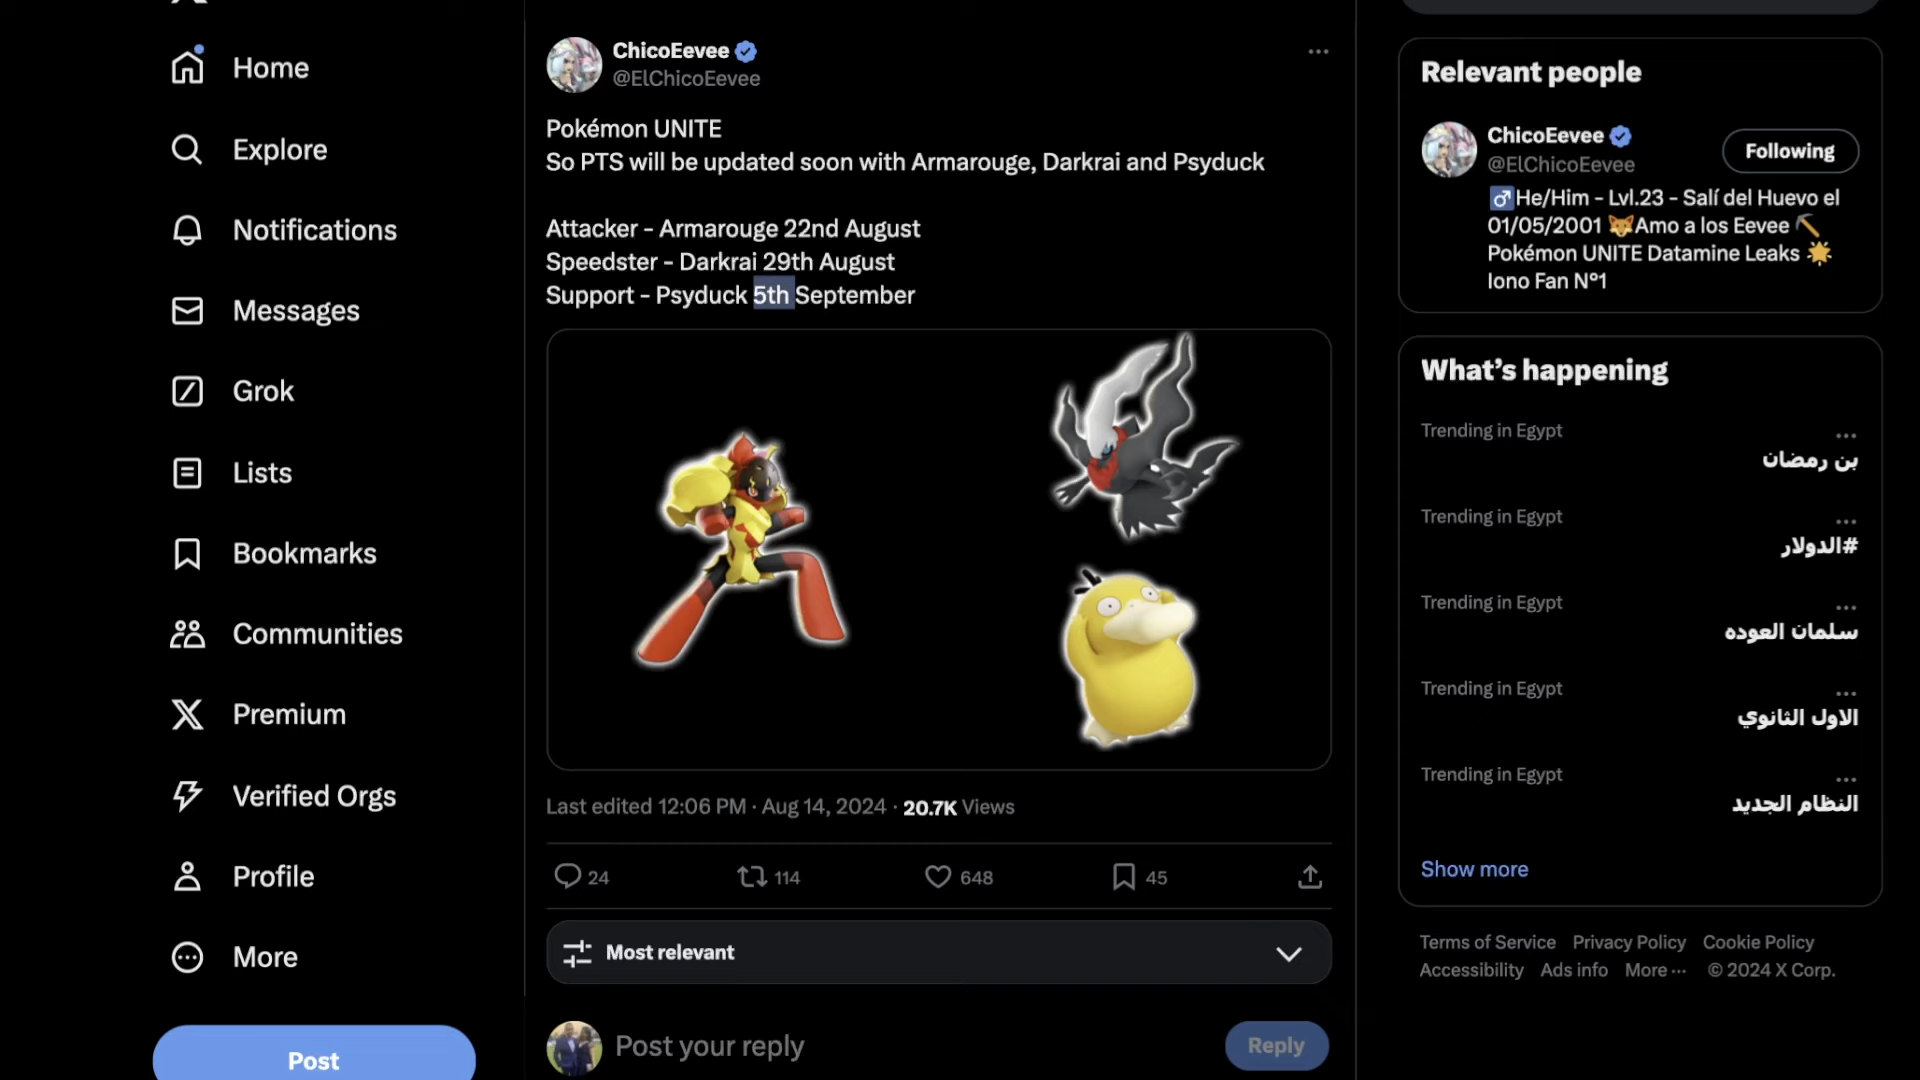 Home
Explore
Notifications
Messages
Grok
Lists
Bookmarks
Communities
Premium
Verified Orgs
Profile
More
Post
ChicoEevee
@ElChicoEevee
Pokémon UNITE
So PTS will be updated soon with Armarouge, Darkrai and Psyduck
Attacker - Armarouge 22nd August
Speedster - Darkrai 29th August
Support - Psyduck 5th September
Last edited 12:06 PM · Aug 14, 2024 · 20.7K Views
24 114 648 45
Most relevant
Post your reply
Reply
Relevant people
ChicoEevee
@ElChicoEevee
Following
♂He/Him - Lvl.23 - Salí del Huevo el
01/05/2001 🦊Amo a los Eevee ⛏️
Pokémon UNITE Datamine Leaks 🌟
Iono Fan Nº1
What's happening
Trending in Egypt
بن رمضان
Trending in Egypt
#الدولار
Trending in Egypt
سلمان العوده
Trending in Egypt
الاول الثانوي
Trending in Egypt
النظام الجديد
Show more
Terms of Service Privacy Policy Cookie Policy
Accessibility Ads info More ··· © 2024 X Corp.